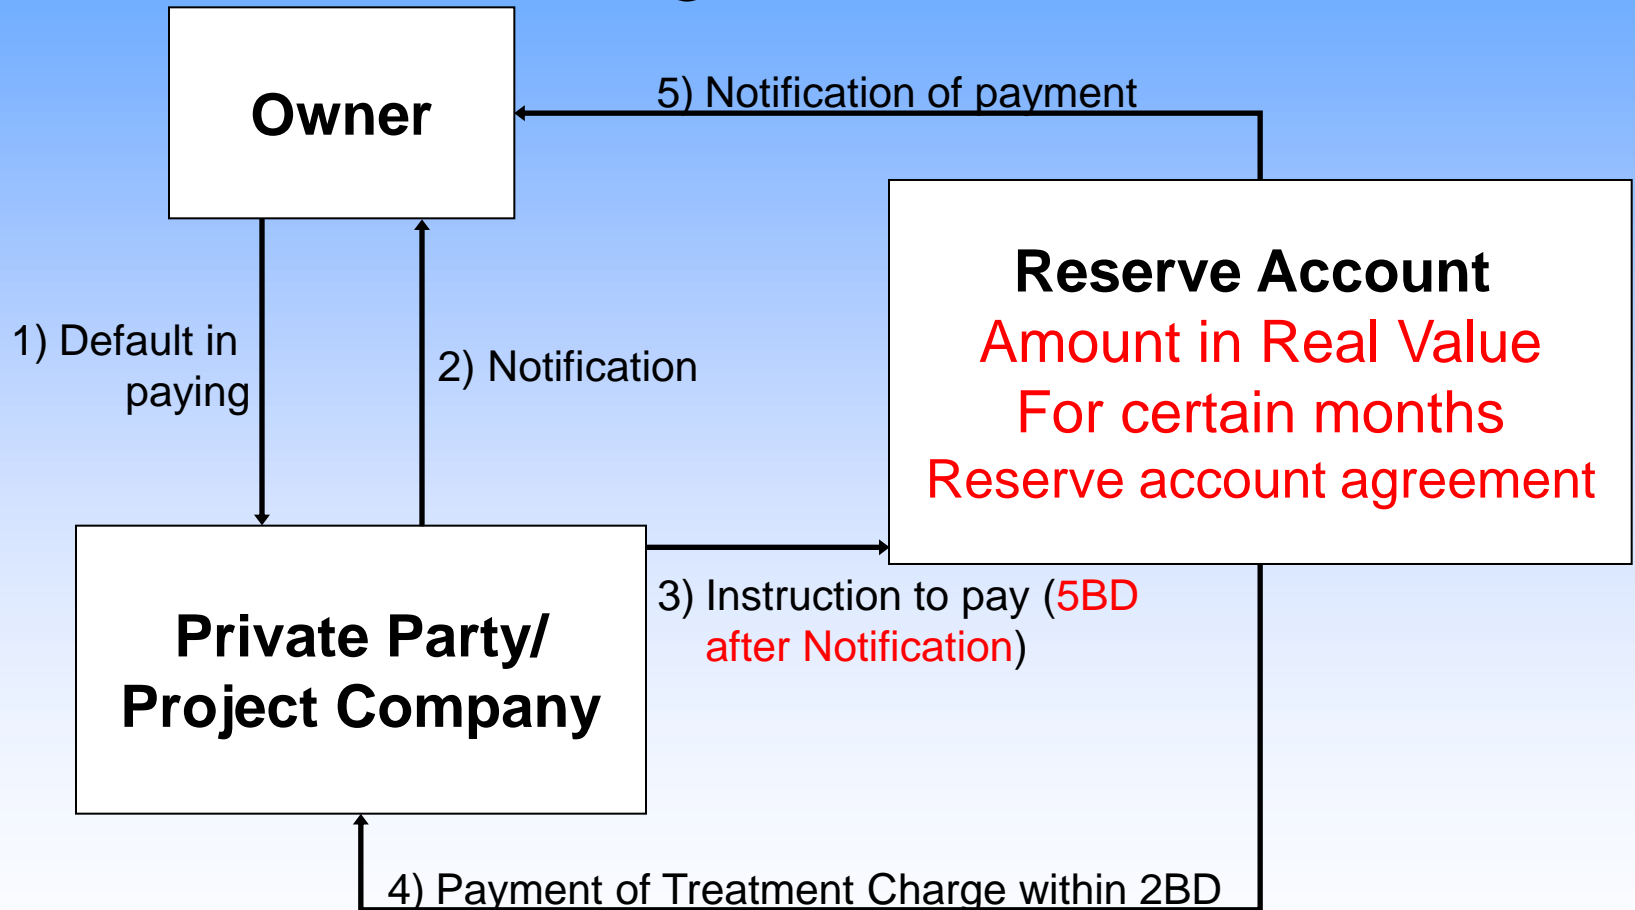 Owner
5) Notification of payment
Reserve Account
Amount in Real Value
For certain months
Reserve account agreement
1) Default in
paying
2) Notification
3) Instruction to pay (5BD
after Notification)
Private Party/
Project Company
4) Payment of Treatment Charge within 2BD